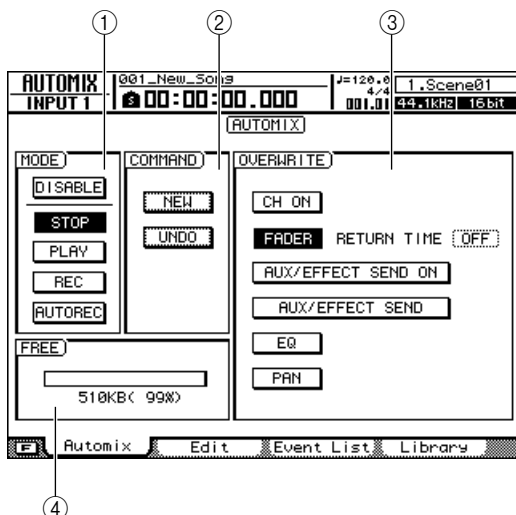 ① ② ③
AUTOMIX
INPUT 1
001_New_Song
S 00:00:00.000
♩=120.0
4/4
001.01
1.Scene01
44.1kHz 16bit
AUTOMIX
MODE
DISABLE
STOP
PLAY
REC
AUTOREC
COMMAND
NEW
UNDO
OVERWRITE
CH ON
FADER RETURN TIME OFF
AUX/EFFECT SEND ON
AUX/EFFECT SEND
EQ
PAN
FREE
510KB( 99%)
F Automix Edit Event List Library
④